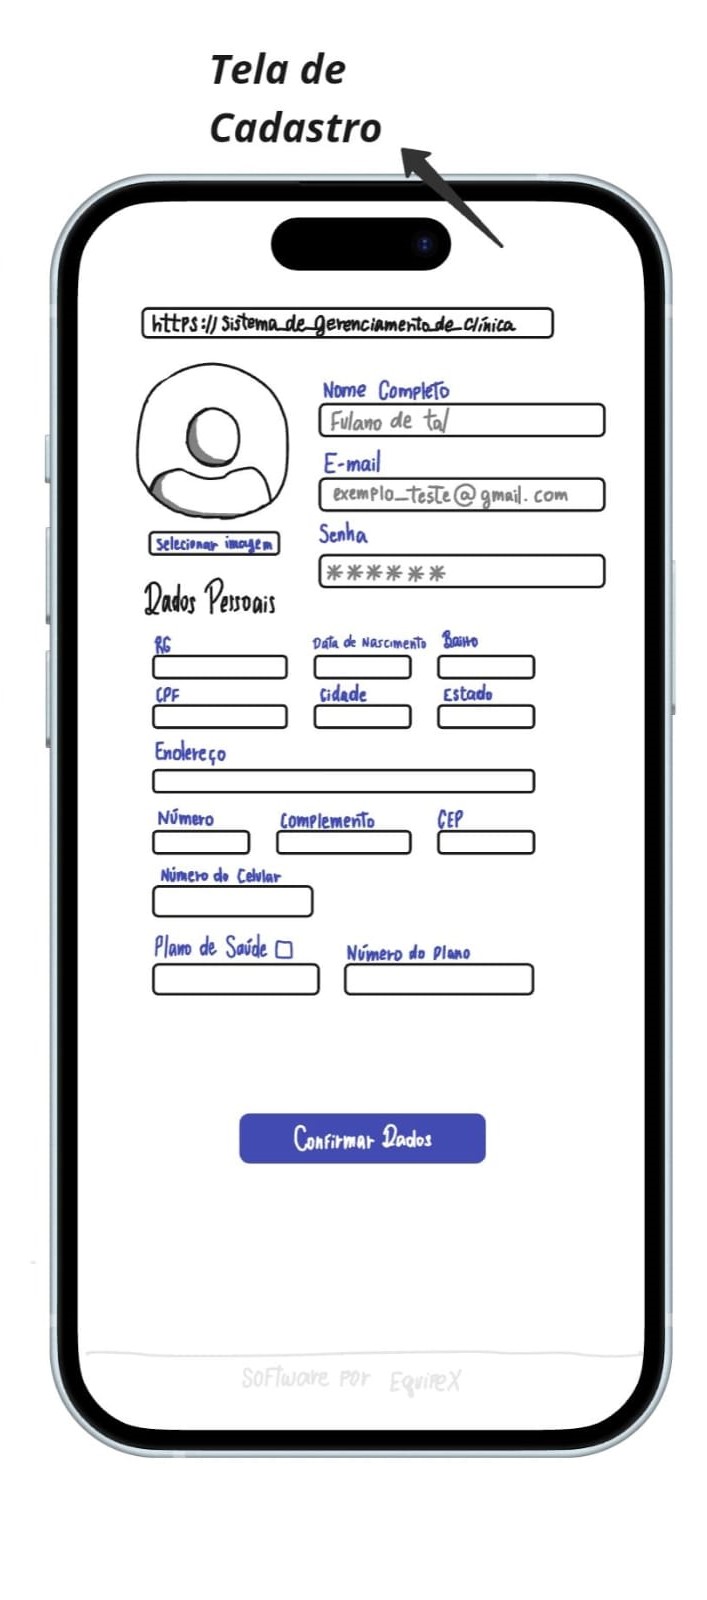 Tela de
Cadastro
https://Sistema_de_gerenciamento_de_clínica
Nome Completo
Fulano de tal
E-mail
exemplo_teste@gmail.com
Selecionar imagem
Senha
******
Dados Pessoais
RG Data de Nascimento Bairro
CPF Cidade Estado
Endereço
Número Complemento CEP
Número do Celular
Plano de Saúde Número do Plano
Confirmar Dados
Software por EquipeX